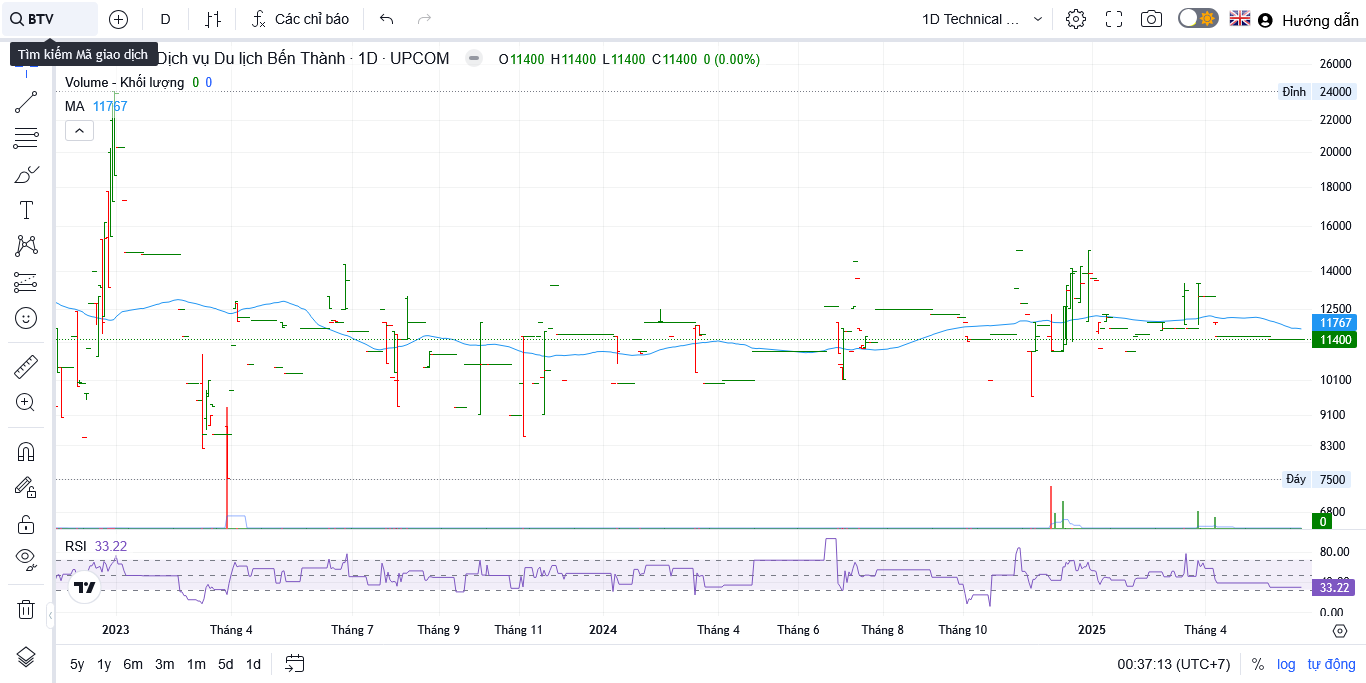 BTV D Các chỉ báo 1D Technical ... Hướng dẫn
Tìm kiếm Mã giao dịch
Dịch vụ Du lịch Bến Thành · 1D · UPCOM O11400 H11400 L11400 C11400 0 (0.00%)
Volume - Khối lượng 0 0
MA 11767
26000
Đỉnh 24000
22000
20000
18000
16000
14000
12500
11767
11400
10100
9100
8300
Đáy 7500
6800
0
RSI 33.22
80.00
33.22
0.00
2023 Tháng 4 Tháng 7 Tháng 9 Tháng 11 2024 Tháng 4 Tháng 6 Tháng 8 Tháng 10 2025 Tháng 4
5y 1y 6m 3m 1m 5d 1d 00:37:13 (UTC+7) % log tự động